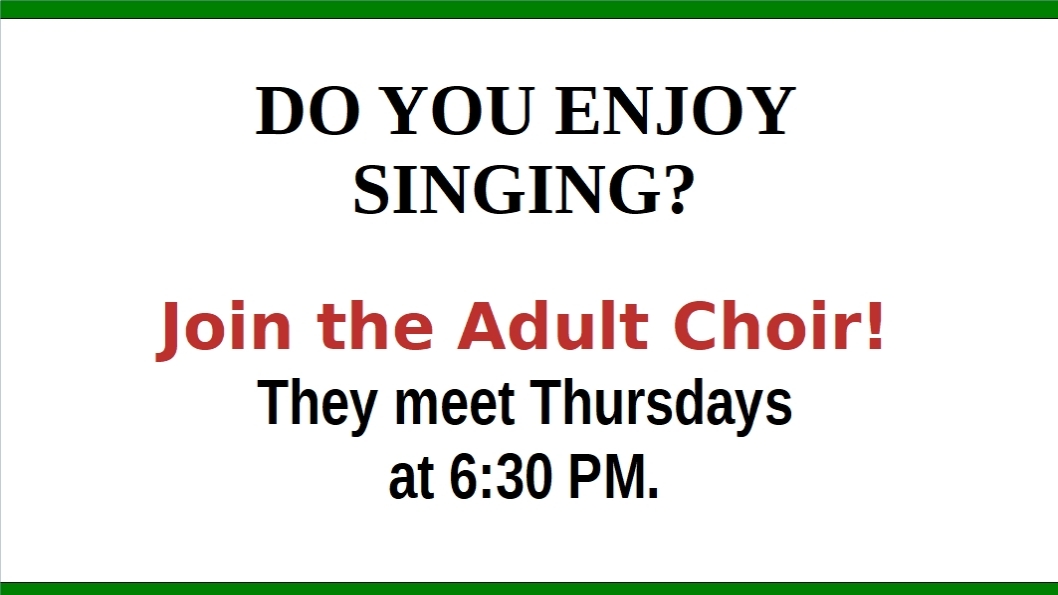 DO YOU ENJOY
SINGING?
Join the Adult Choir!
They meet Thursdays
at 6:30 PM.